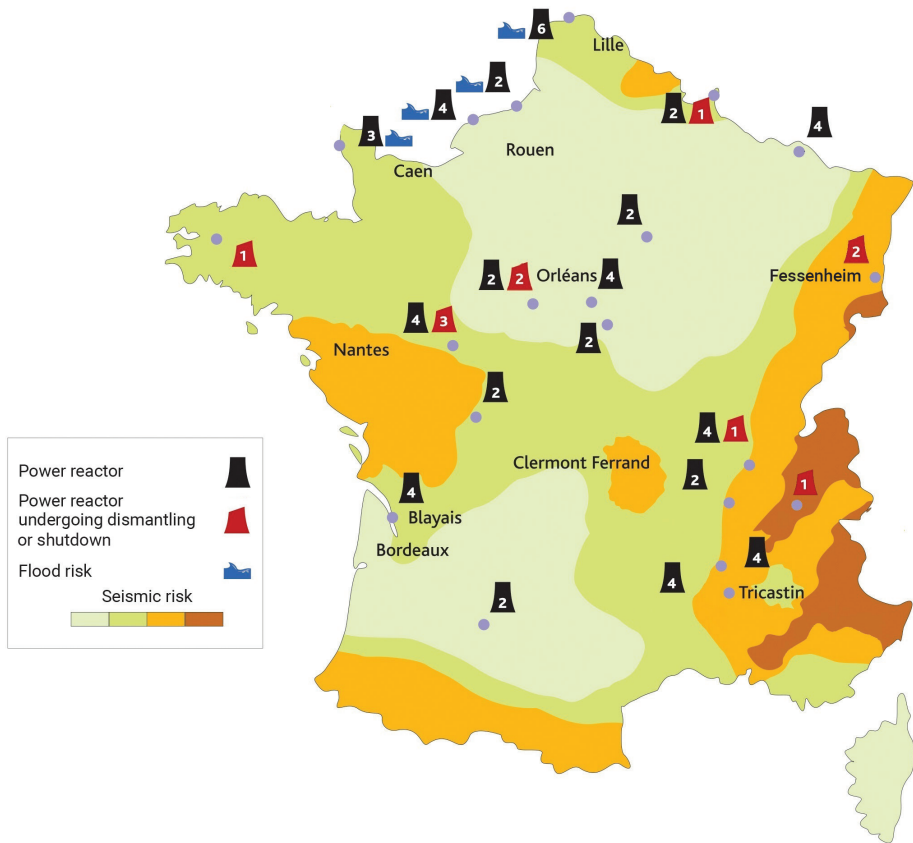 6
Lille
2
4
2
1
4
3
Rouen
Caen
2
1
2
Fessenheim
2
2
Orléans
4
4
3
2
Nantes
2
4
1
Clermont Ferrand
2
Power reactor
4
1
Power reactor
undergoing dismantling
or shutdown
Blayais
Bordeaux
4
Flood risk
4
Tricastin
Seismic risk
2